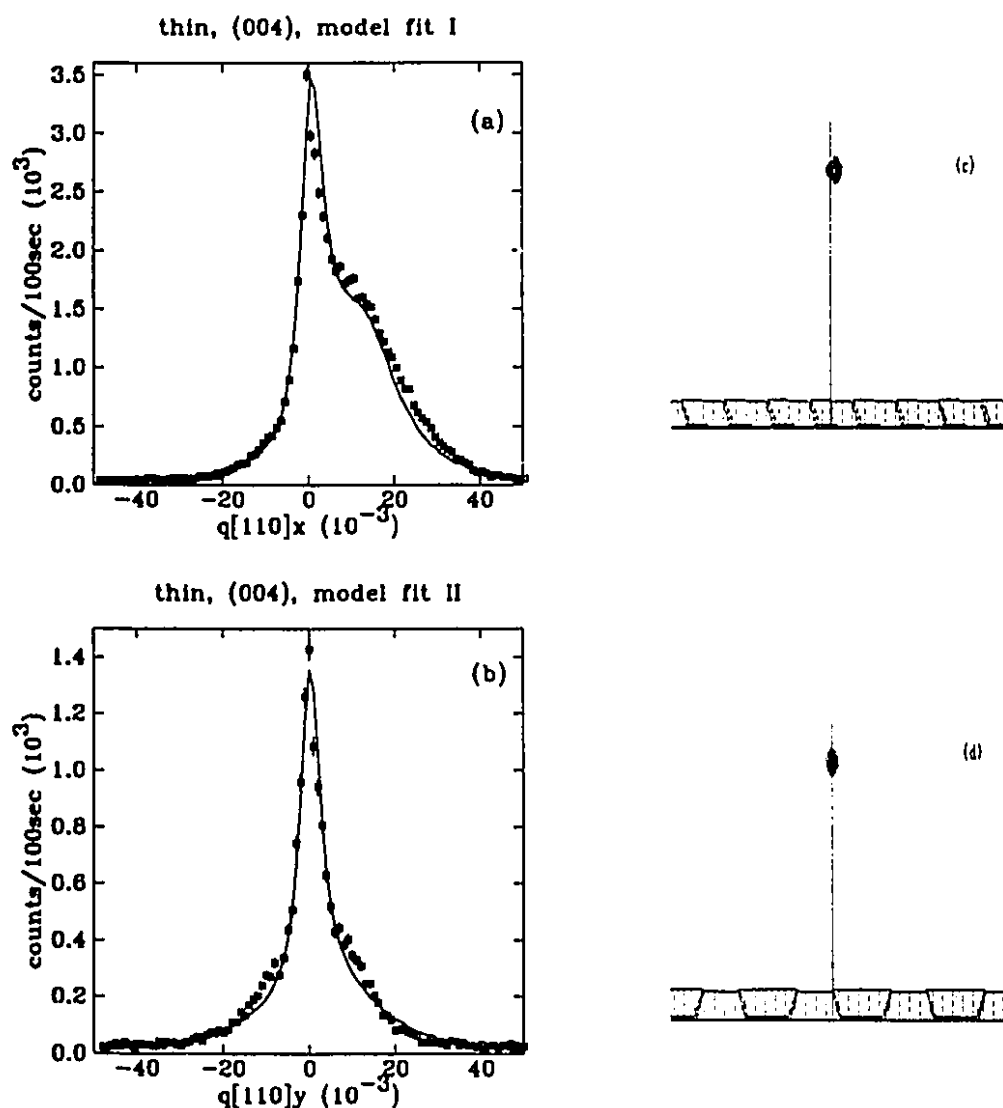 thin, (004), model fit I
(a)
counts/100sec (10³)
3.5
3.0
2.5
2.0
1.5
1.0
0.5
0.0
−40 −20 0 20 40
q[110]x (10⁻³)
(c)
thin, (004), model fit II
(b)
counts/100sec (10³)
1.4
1.2
1.0
0.8
0.6
0.4
0.2
0.0
−40 −20 0 20 40
q[110]y (10⁻³)
(d)